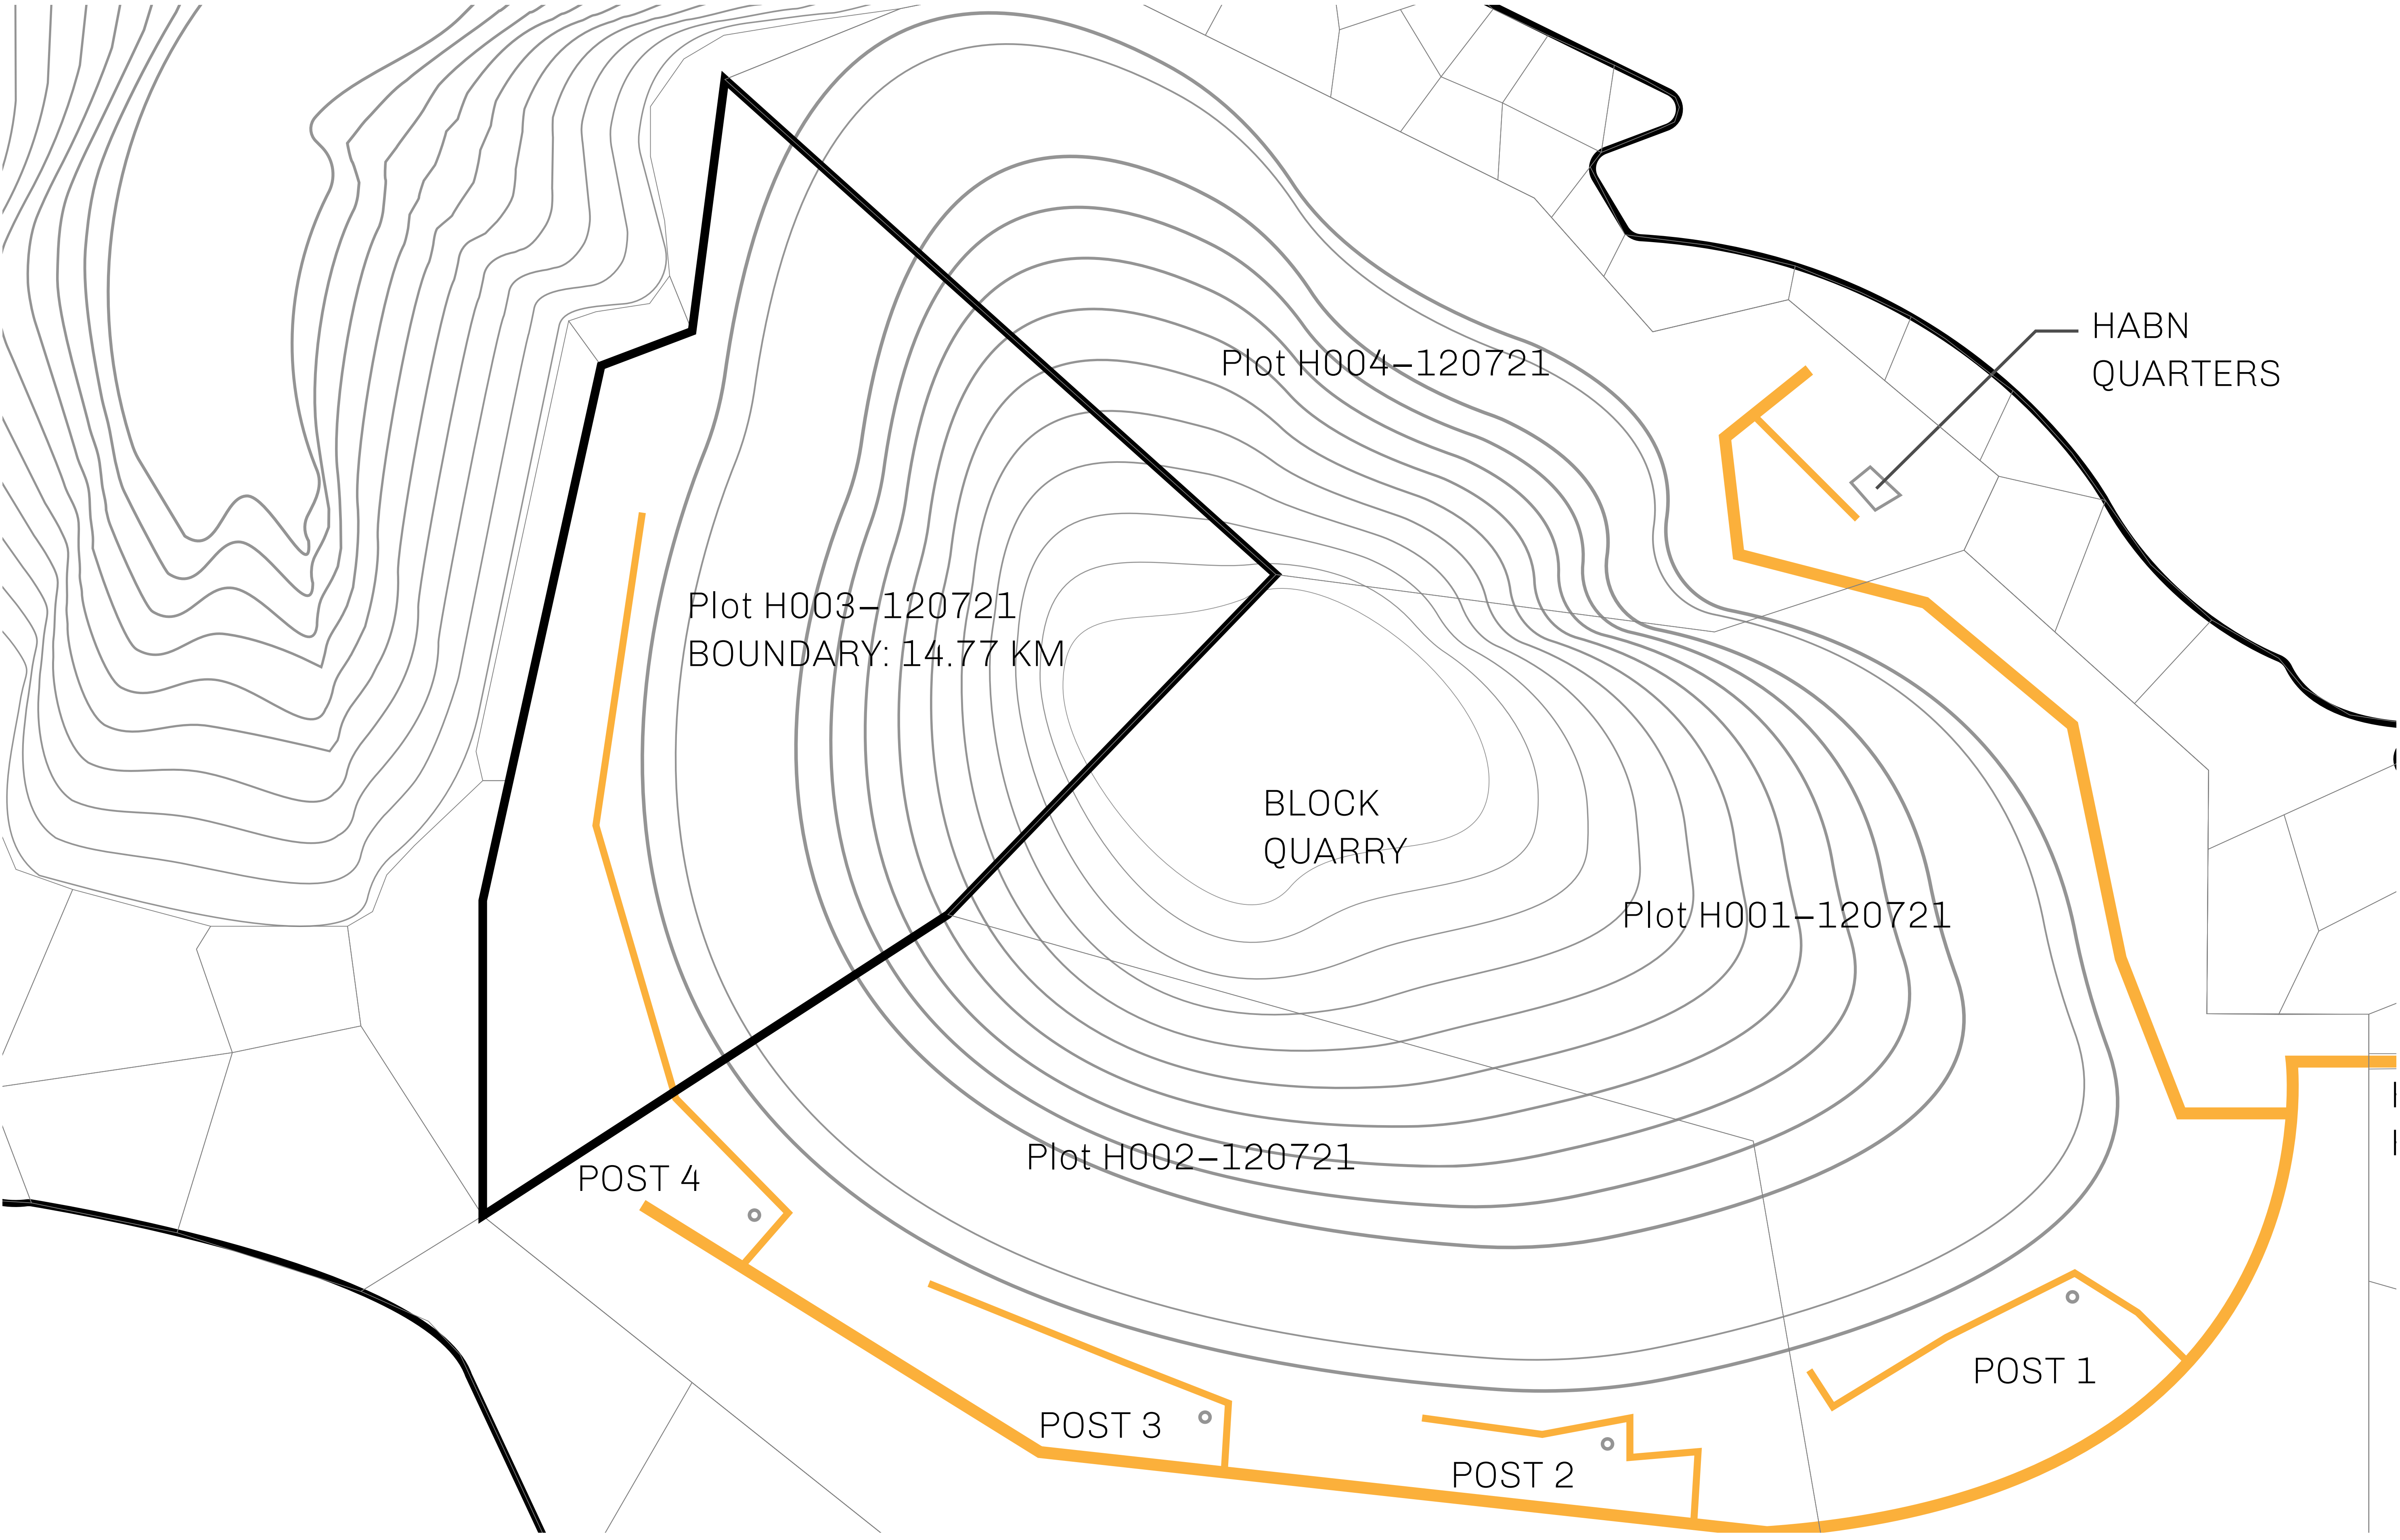 HABN
QUARTERS
Plot H004–120721
Plot H003–120721
BOUNDARY: 14.77 KM
BLOCK
QUARRY
Plot H001–120721
Plot H002–120721
POST 4
POST 1
POST 3
POST 2